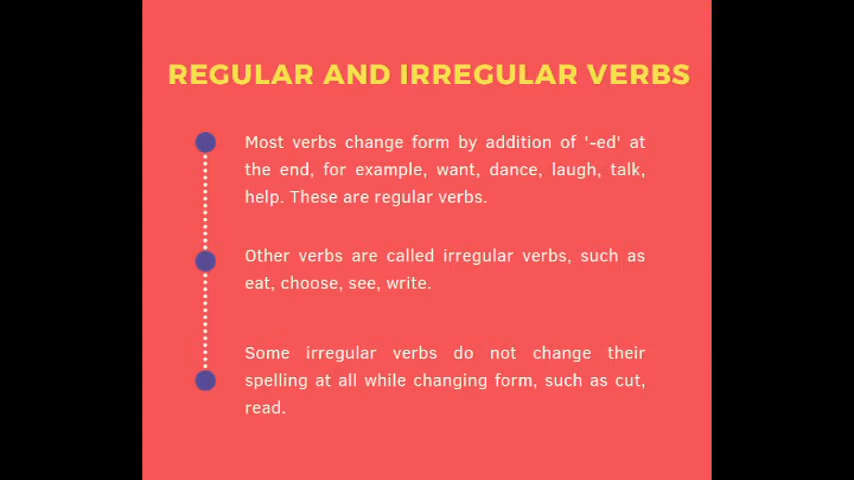 REGULAR AND IRREGULAR VERBS
Most verbs change form by addition of '-ed' at
the end, for example, want, dance, laugh, talk,
help. These are regular verbs.
Other verbs are called irregular verbs, such as
eat, choose, see, write.
Some irregular verbs do not change their
spelling at all while changing form, such as cut,
read.